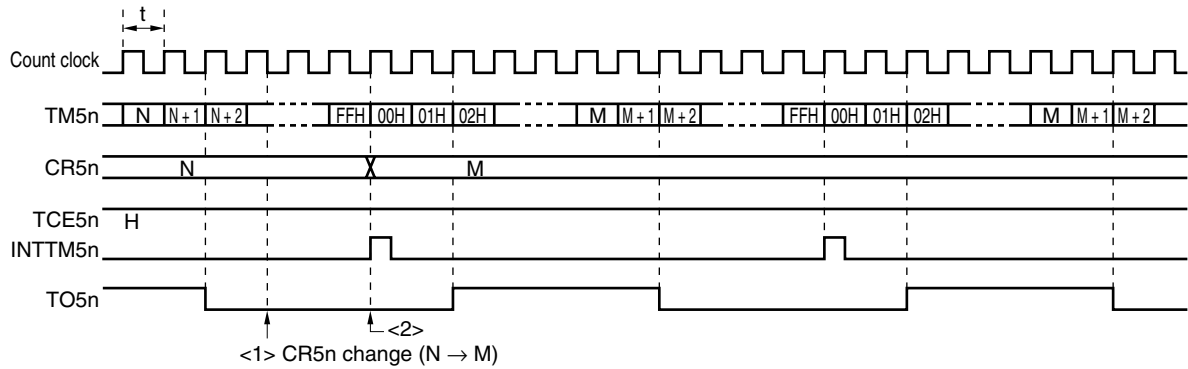 t
Count clock
TM5n N N + 1 N + 2 FFH 00H 01H 02H M M + 1 M + 2 FFH 00H 01H 02H M M + 1 M + 2
CR5n N M
TCE5n H
INTTM5n
TO5n
<2>
<1> CR5n change (N → M)